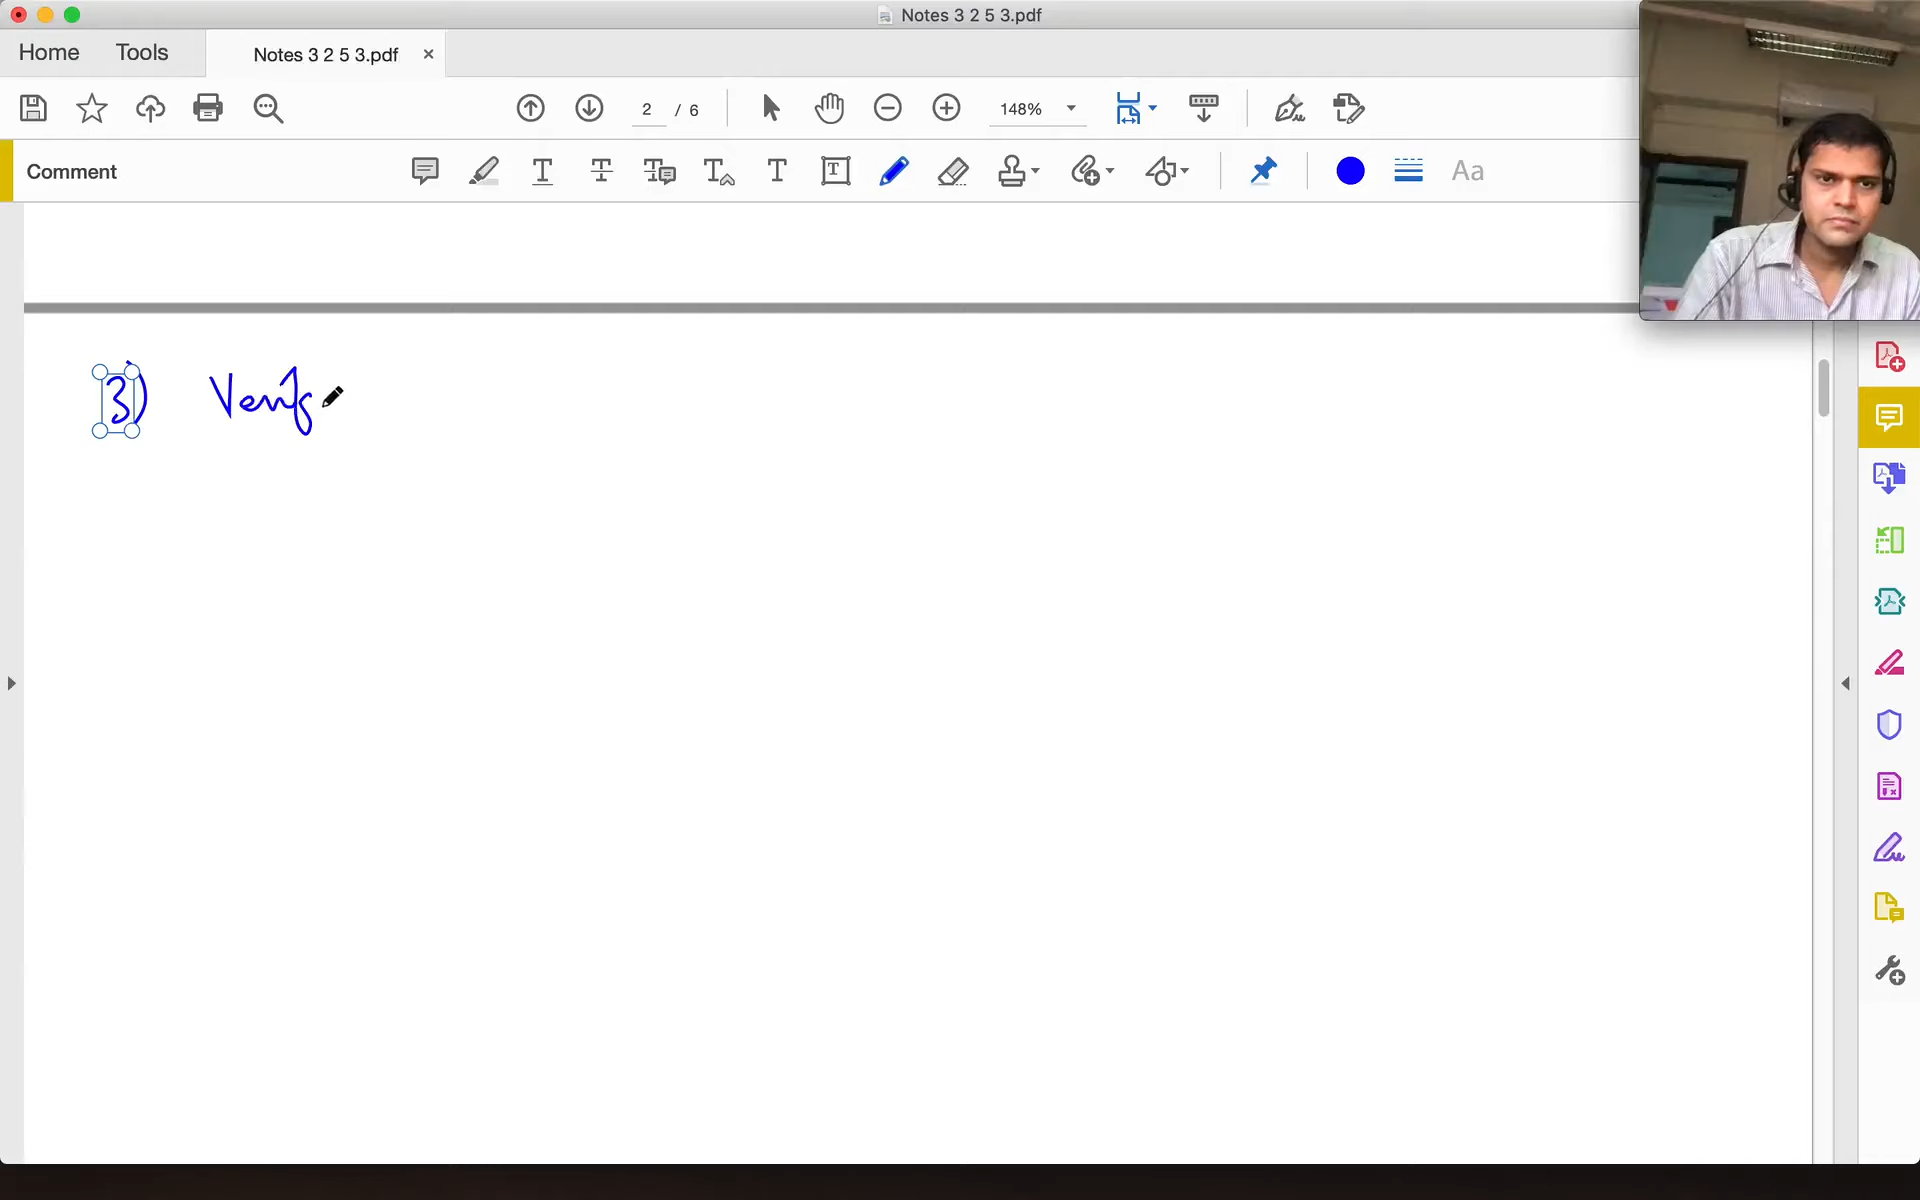 Notes 3 2 5 3.pdf
Home Tools Notes 3 2 5 3.pdf ×
2 / 6 148%
Comment T T T T T T Aa
3) Verif